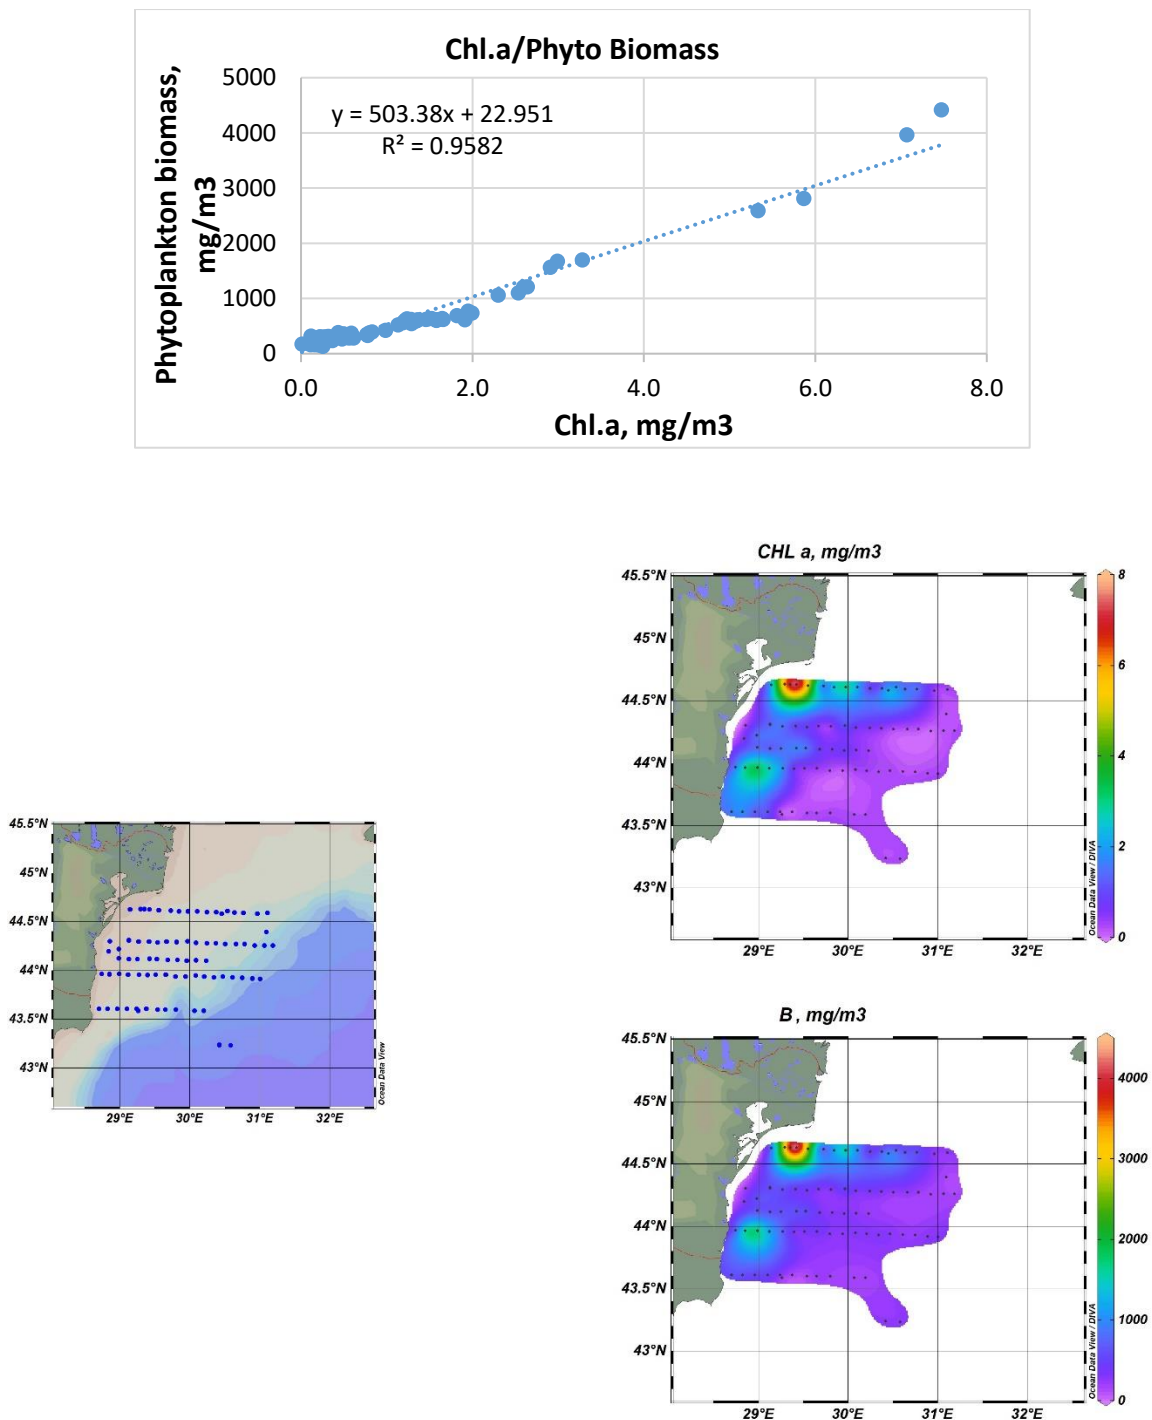 Chl.a/Phyto Biomass
Phytoplankton biomass,
mg/m3
5000
4000
3000
2000
1000
0
y = 503.38x + 22.951
R² = 0.9582
0.0 2.0 4.0 6.0 8.0
Chl.a, mg/m3
CHL a, mg/m3
45.5°N
45°N
44.5°N
44°N
43.5°N
43°N
29°E 30°E 31°E 32°E
8
6
4
2
0
Ocean Data View / DIVA
45.5°N
45°N
44.5°N
44°N
43.5°N
43°N
29°E 30°E 31°E 32°E
Ocean Data View
B , mg/m3
45.5°N
45°N
44.5°N
44°N
43.5°N
43°N
29°E 30°E 31°E 32°E
4000
3000
2000
1000
0
Ocean Data View / DIVA